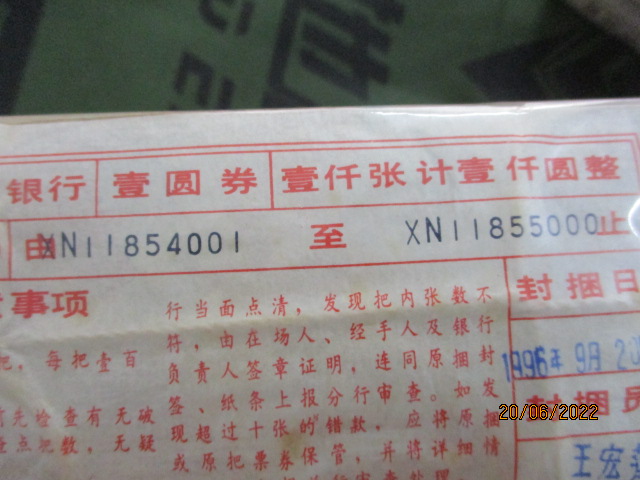 银行 壹圆券 壹仟张计壹仟圆整
由XN11854001 至 XN11855000止
事项
封捆日
行当面点清，发现把内张数不
符，由在场人、经手人及银行
把，每把壹百
负责人签章证明，连同原捆封
1996年9月20
签、纸条上报分行审查。如发
20/06/2022
先检查有无破
现超过十张的错款，应将原捆
封捆员
点把数，无疑
或原把票券保管，并将详细情
王宏